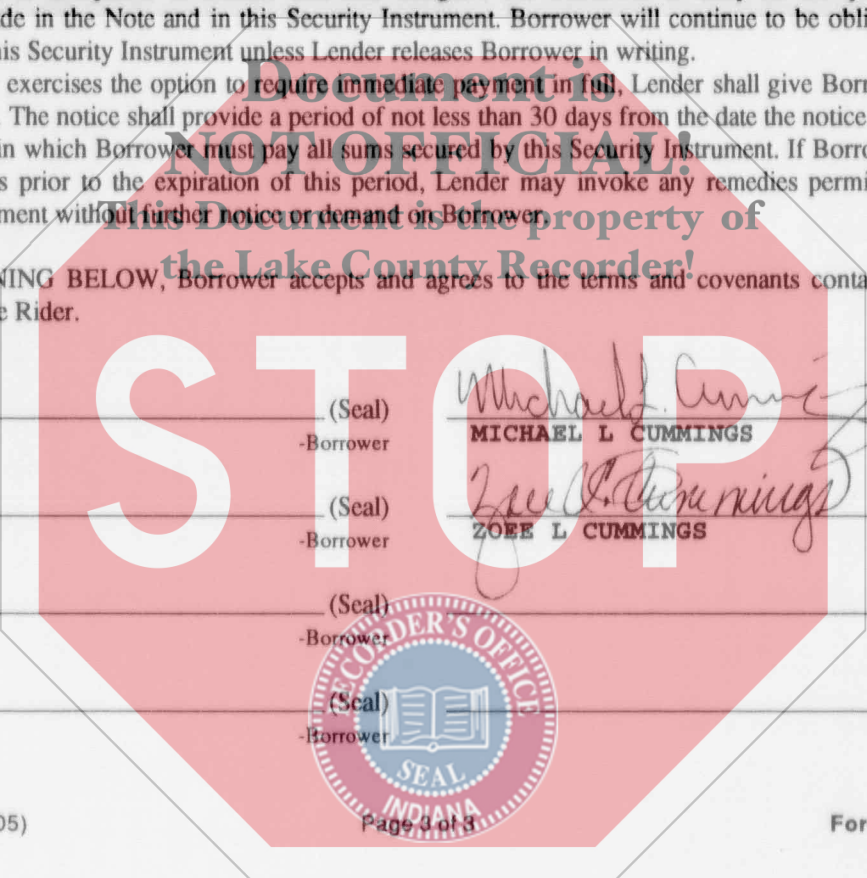 de in the Note and in this Security Instrument. Borrower will continue to be obli
his Security Instrument unless Lender releases Borrower in writing.
exercises the option to require immediate payment in full, Lender shall give Borr
. The notice shall provide a period of not less than 30 days from the date the notice
in which Borrower must pay all sums secured by this Security Instrument. If Borro
s prior to the expiration of this period, Lender may invoke any remedies permi
ment without further notice or demand on Borrower.
Document is
NOT OFFICIAL!
This Document is the property of
the Lake County Recorder!
NING BELOW, Borrower accepts and agrees to the terms and covenants conta
e Rider.
STOP
(Seal) Michael L. Cummings
-Borrower MICHAEL L CUMMINGS
(Seal) Zoee L. Cummings
-Borrower ZOEE L CUMMINGS
(Seal)
-Borrower
(Seal)
-Borrower
RECORDER'S OFFICE
SEAL
INDIANA
05) Page 3 of 3 For